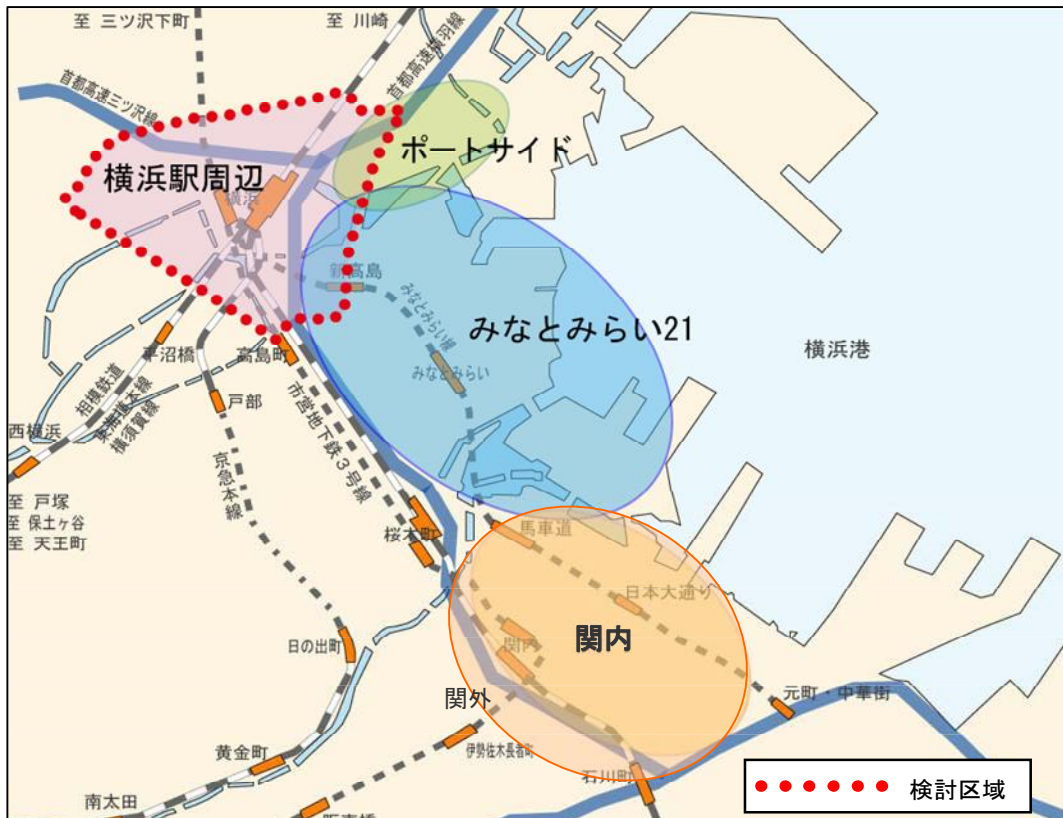 至 三ツ沢下町
至 川崎
首都高速横羽線
首都高速三ツ沢線
ポートサイド
横浜駅周辺
横浜
新高島
みなとみらい線
みなとみらい21
みなとみらい
横浜港
平沼橋
高島町
相模鉄道
東海道本線
横須賀線
戸部
市営地下鉄3号線
西横浜
京急本線
至 戸塚
至 保土ヶ谷
至 天王町
桜木町
馬車道
日本大通り
関内
関内
日の出町
関外
元町・中華街
伊勢佐木長者町
黄金町
石川町
南太田
検討区域